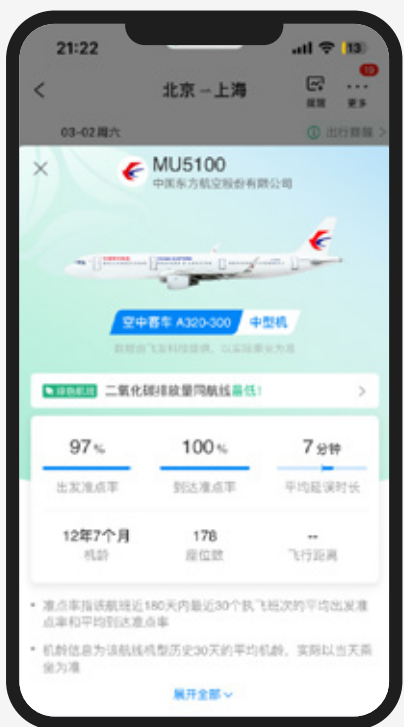 21:22
13
19
北京 – 上海
提醒
更多
03-02 周六
出行提醒 >
MU5100
中国东方航空股份有限公司
空中客车 A320-300
中型机
数据由飞友科技提供，以实际乘坐为准
绿色航班
二氧化碳排放量同航线最低!
97%
100%
7分钟
出发准点率
到达准点率
平均延误时长
12年7个月
178
--
机龄
座位数
飞行距离
• 准点率指该航班近180天内最近30个执飞班次的平均出发准
点率和平均到达准点率
• 机龄信息为该航线机型历史30天的平均机龄，实际以当天乘
坐为准
展开全部